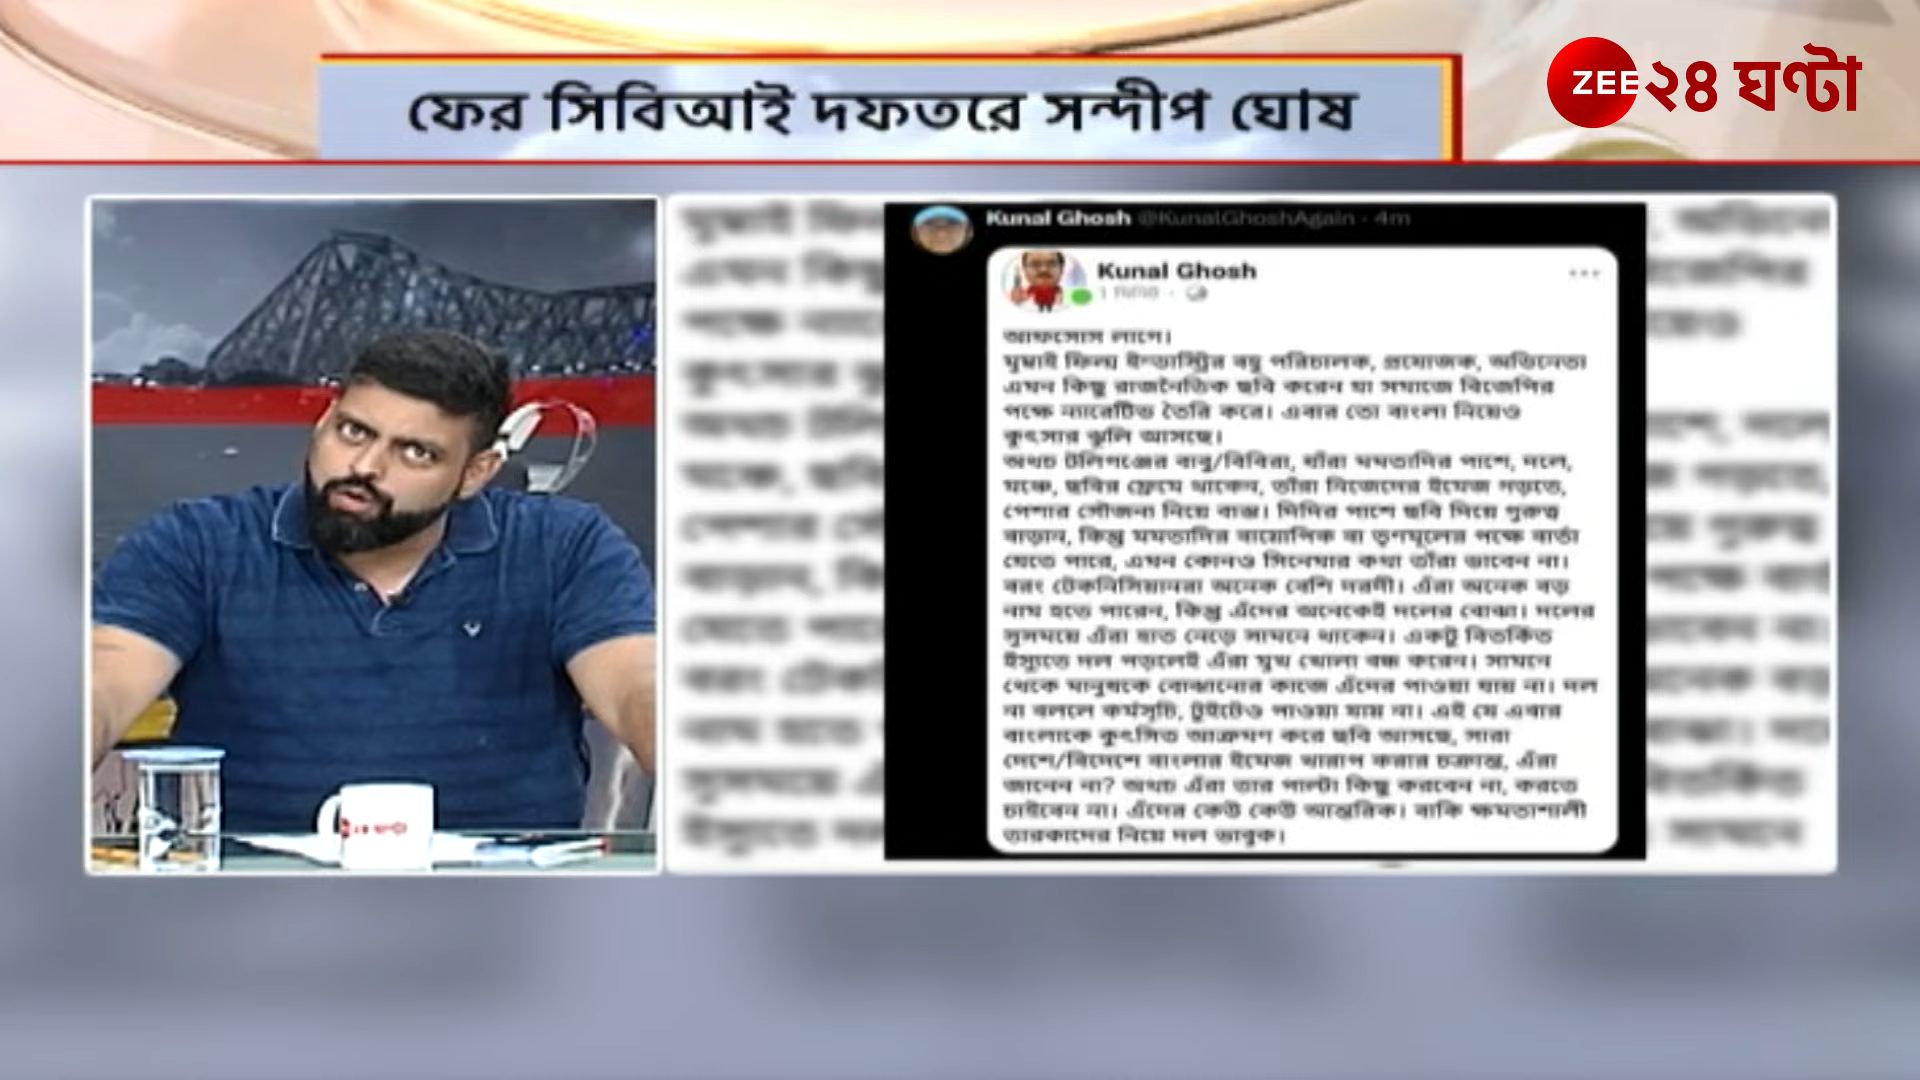 ফের সিবিআই দফতরে সন্দীপ ঘোষ
ZEE ২৪ ঘণ্টা
Kunal Ghosh @KunalGhoshAgain · 4m
Kunal Ghosh
আফসোস লাগে।
মুম্বাই ফিল্ম ইন্ডাস্ট্রির বহু পরিচালক, প্রযোজক, অভিনেতা
এমন কিছু রাজনৈতিক ছবি করেন যা সমাজে বিজেপির
পক্ষে ন্যারেটিভ তৈরি করে। এবার তো বাংলা নিয়েও
কুৎসার ঝুলি আসছে।
অথচ টলিগঞ্জের বাবু/বিবিরা, যাঁরা মমতাদির পাশে, দলে,
মঞ্চে, ছবির ফ্রেমে থাকেন, তাঁরা নিজেদের ইমেজ গড়তে,
পেশার সৌজন্য নিয়ে ব্যস্ত। দিদির পাশে ছবি দিয়ে গুরুত্ব
বাড়ান, কিন্তু মমতাদির বায়োপিক বা তৃণমূলের পক্ষে বার্তা
যেতে পারে, এমন কোনও সিনেমার কথা তাঁরা ভাবেন না।
বরং টেকনিসিয়ানরা অনেক বেশি দরদী। এঁরা অনেক বড়
নাম হতে পারেন, কিন্তু এঁদের অনেকেই দলের বোঝা। দলের
সুসময়ে এঁরা হাত নেড়ে সামনে থাকেন। একটু বিতর্কিত
ইস্যুতে দল পড়লেই এঁরা মুখ খোলা বন্ধ করেন। সামনে
থেকে মানুষকে বোঝানোর কাজে এঁদের পাওয়া যায় না। দল
না বললে কর্মসূচি, টুইটেও পাওয়া যায় না। এই যে এবার
বাংলাকে কুৎসিত আক্রমণ করে ছবি আসছে, সারা
দেশে/বিদেশে বাংলার ইমেজ খারাপ করার চক্রান্ত, এঁরা
জানেন না? অথচ এঁরা তার পাল্টা কিছু করবেন না, করতে
চাইবেন না। এঁদের কেউ কেউ আন্তরিক। বাকি ক্ষমতাশালী
তারকাদের নিয়ে দল ভাবুক।
২৪ ঘণ্টা